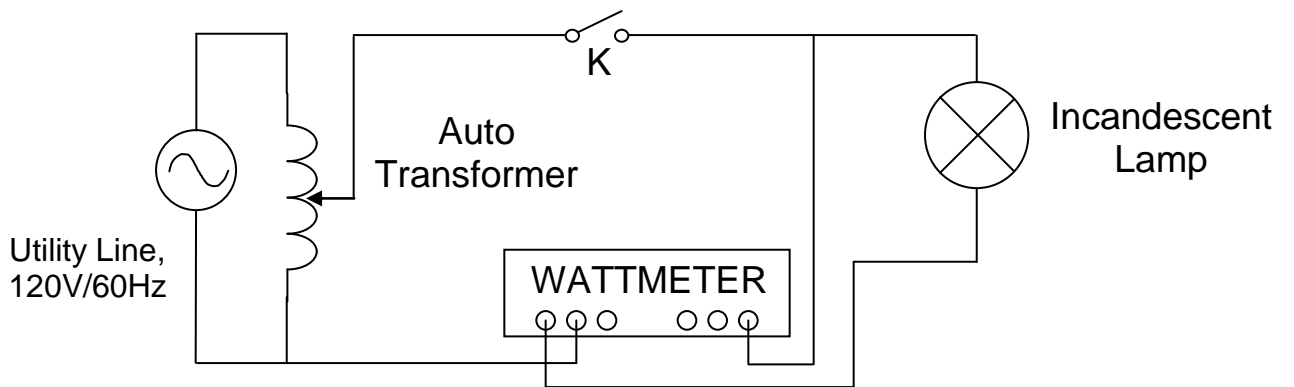 K
Auto
Transformer
Incandescent
Lamp
Utility Line,
120V/60Hz
WATTMETER